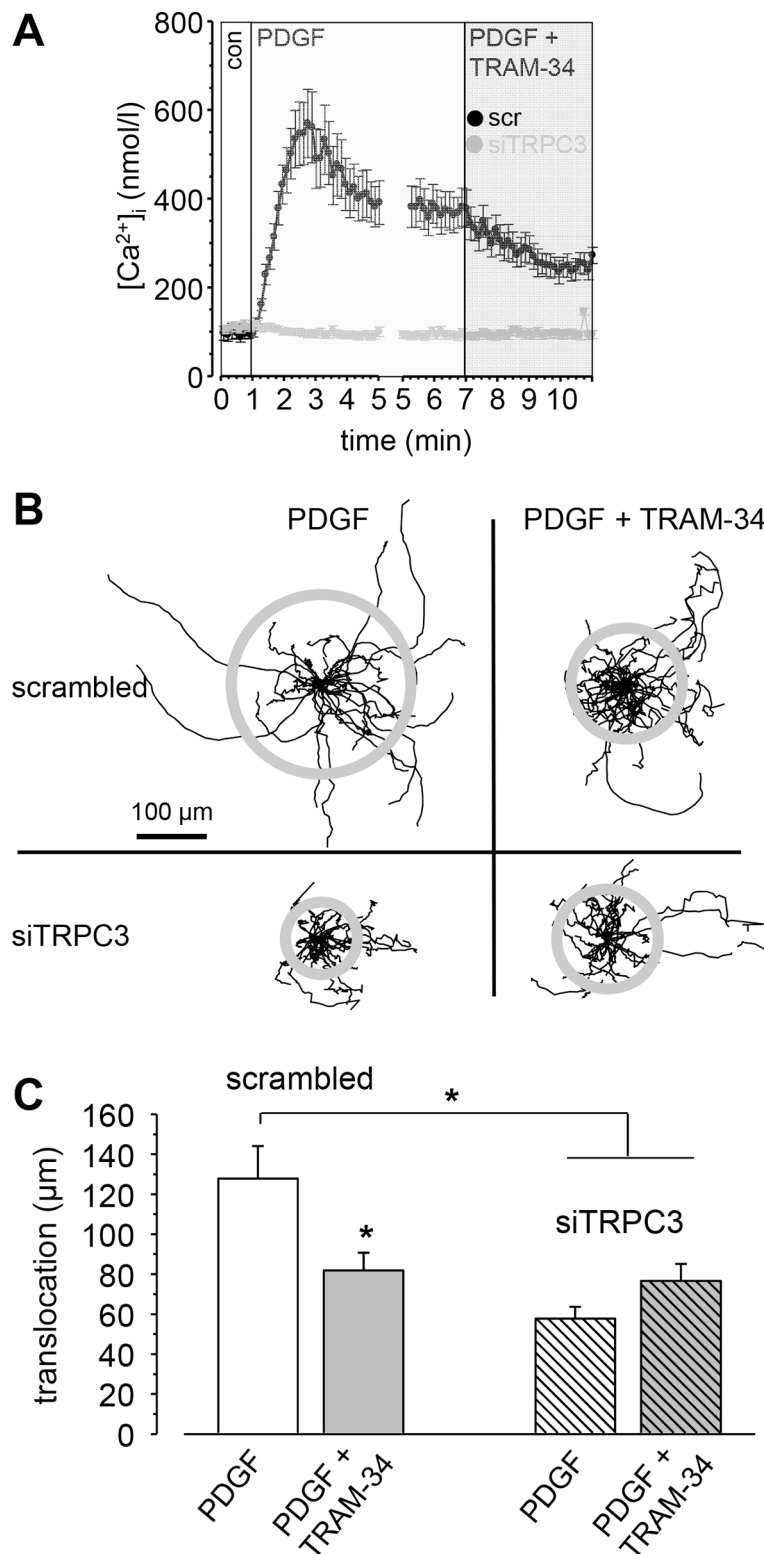 A
800
600
400
200
0
[Ca²⁺]ᵢ (nmol/l)
con
PDGF
PDGF +
TRAM-34
scr
siTRPC3
0 1 2 3 4 5 5 6 7 8 9 10
time (min)
B
PDGF
PDGF + TRAM-34
scrambled
100 µm
siTRPC3
C
scrambled
*
160
140
120
100
80
60
40
20
0
translocation (µm)
*
siTRPC3
PDGF
PDGF +
TRAM-34
PDGF
PDGF +
TRAM-34